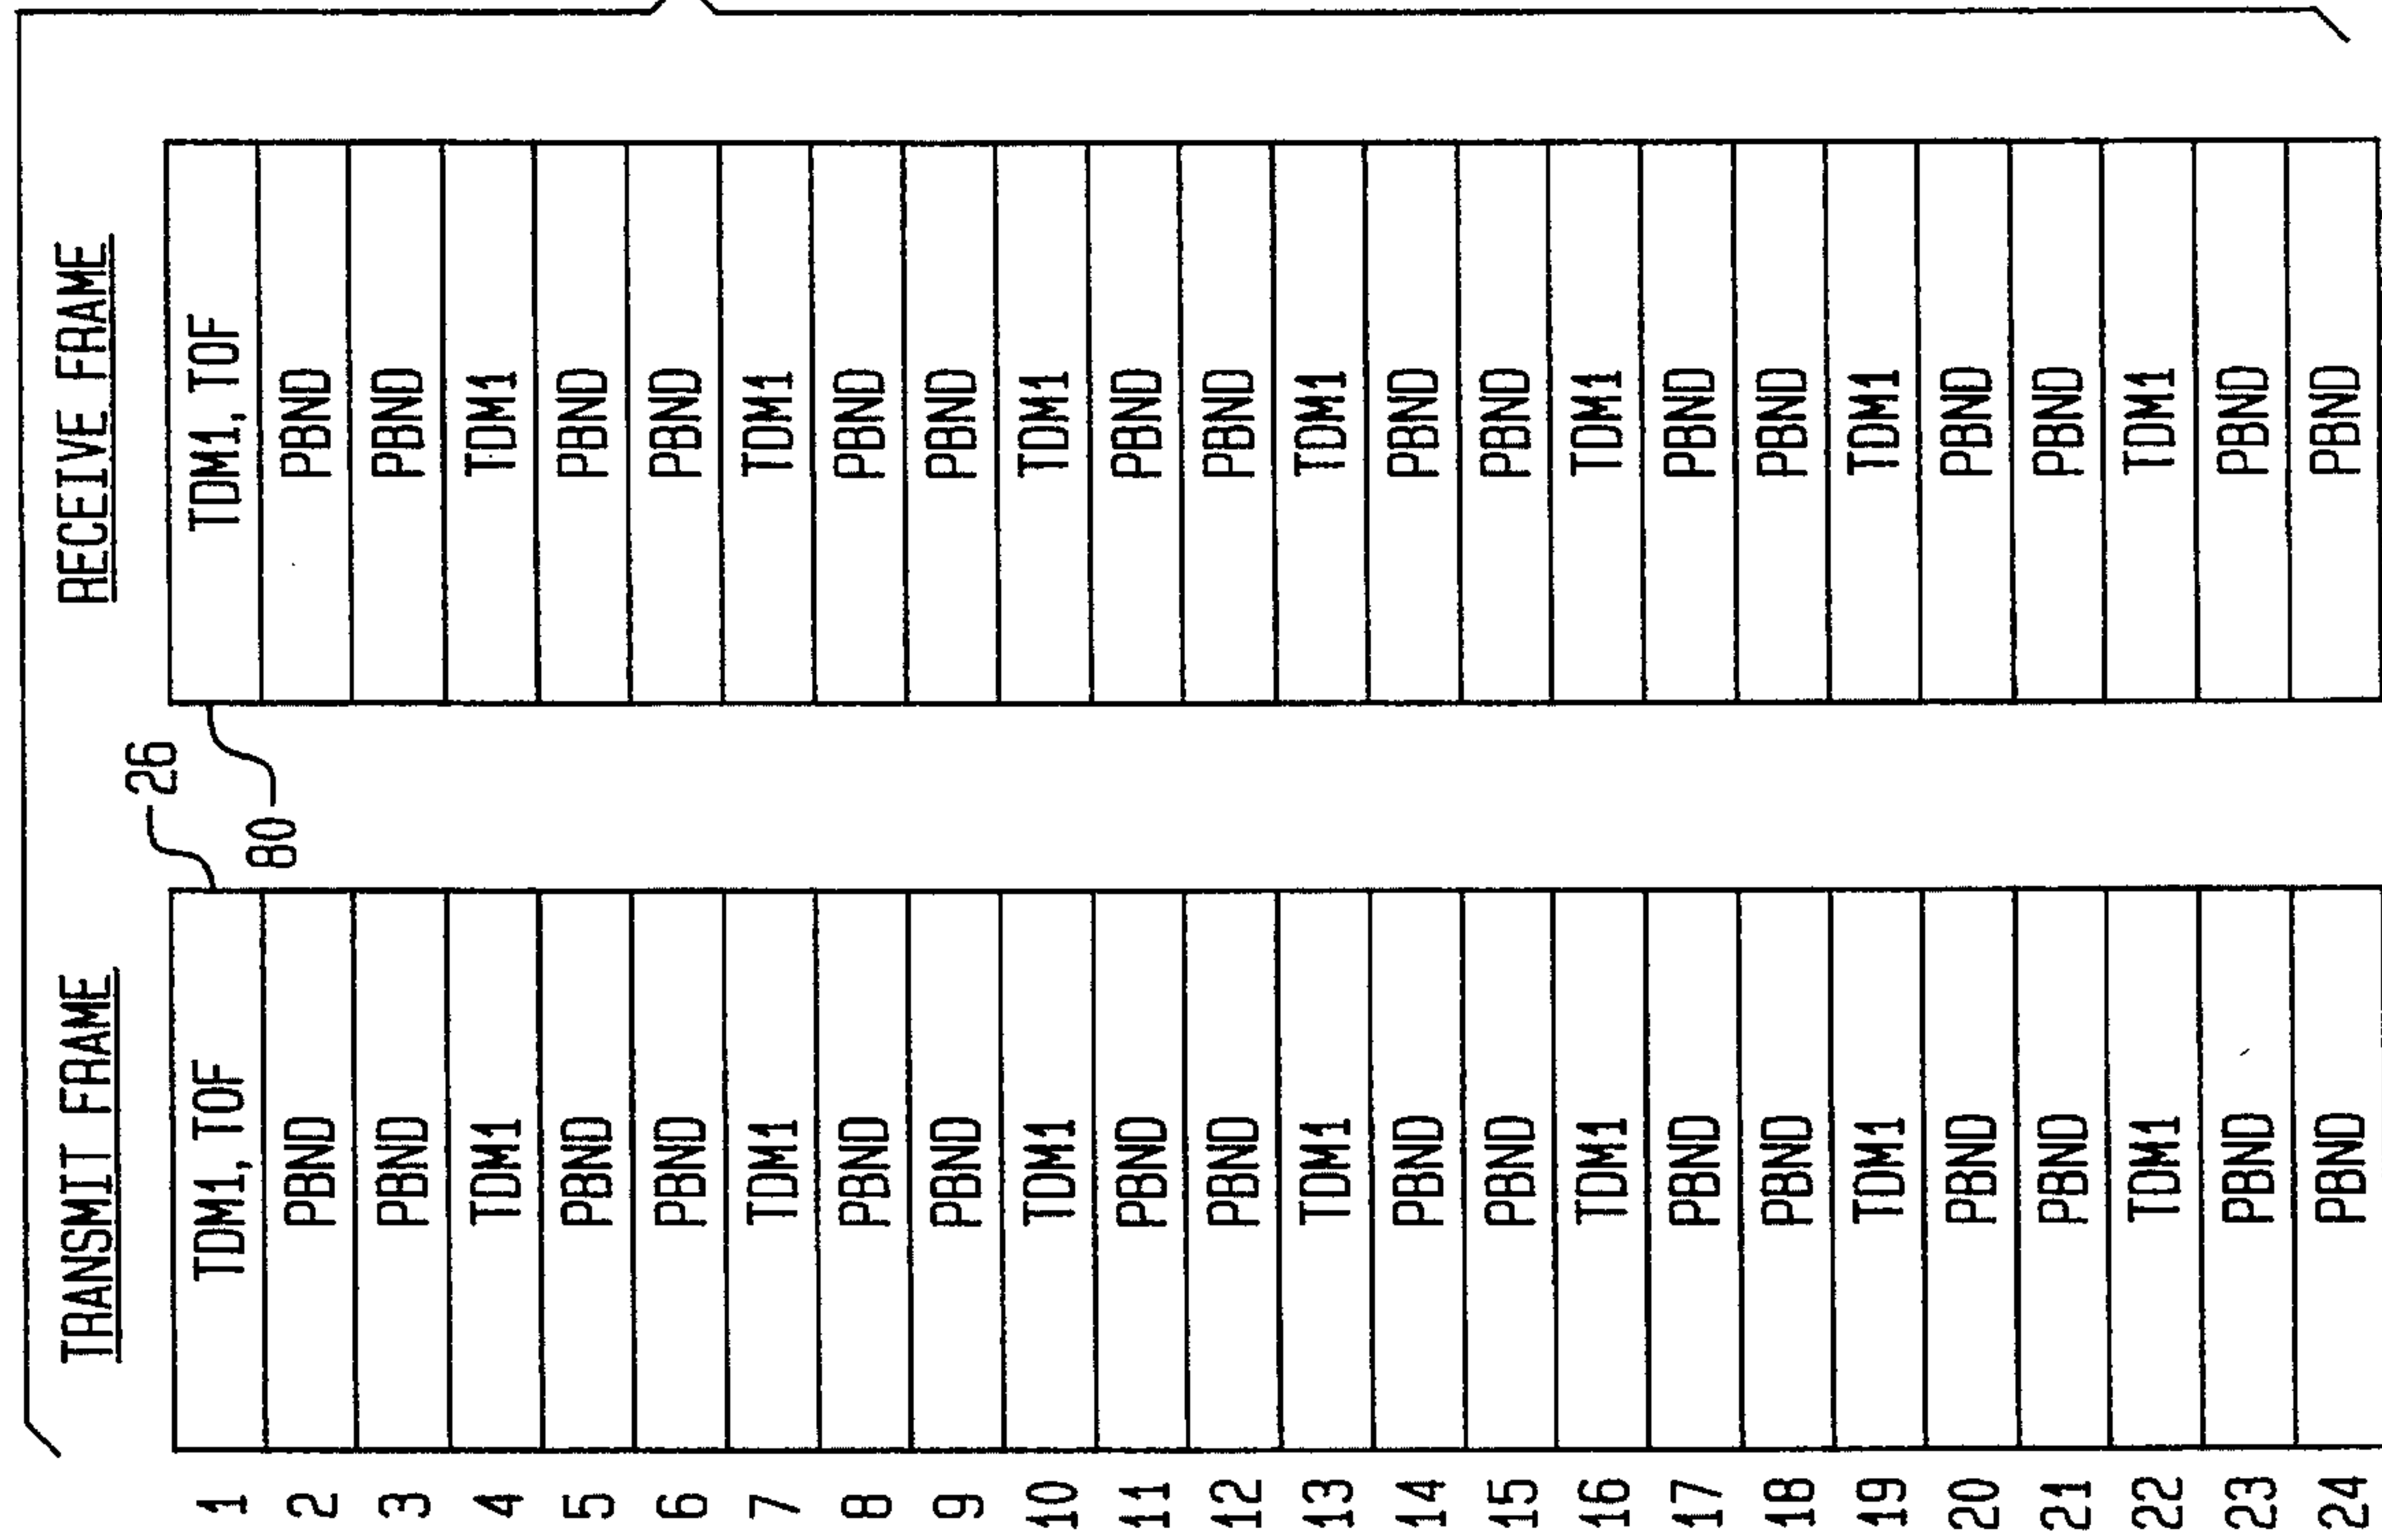 TRANSMIT FRAME
RECEIVE FRAME
26
80
1 TDM1, TOF TDM1, TOF
2 PBND PBND
3 PBND PBND
4 TDM1 TDM1
5 PBND PBND
6 PBND PBND
7 TDM1 TDM1
8 PBND PBND
9 PBND PBND
10 TDM1 TDM1
11 PBND PBND
12 PBND PBND
13 TDM1 TDM1
14 PBND PBND
15 PBND PBND
16 TDM1 TDM1
17 PBND PBND
18 PBND PBND
19 TDM1 TDM1
20 PBND PBND
21 PBND PBND
22 TDM1 TDM1
23 PBND PBND
24 PBND PBND